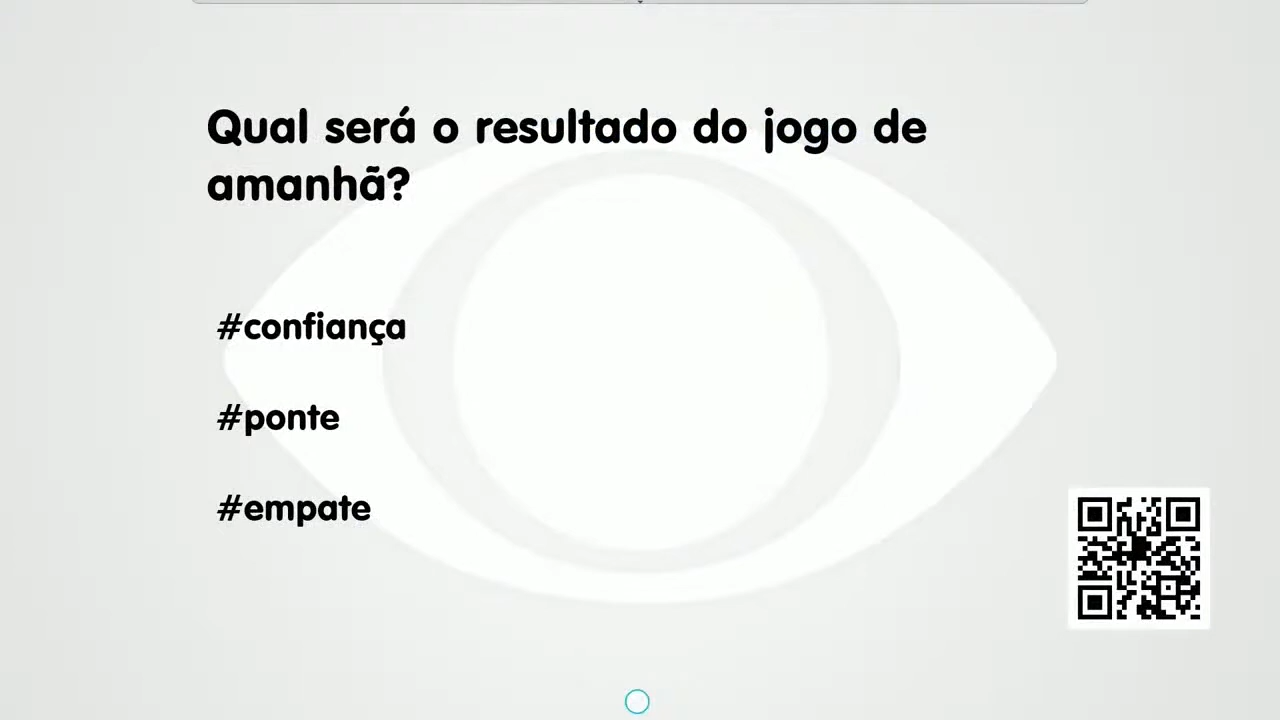 Qual será o resultado do jogo de
amanhã?
#confiança
#ponte
#empate